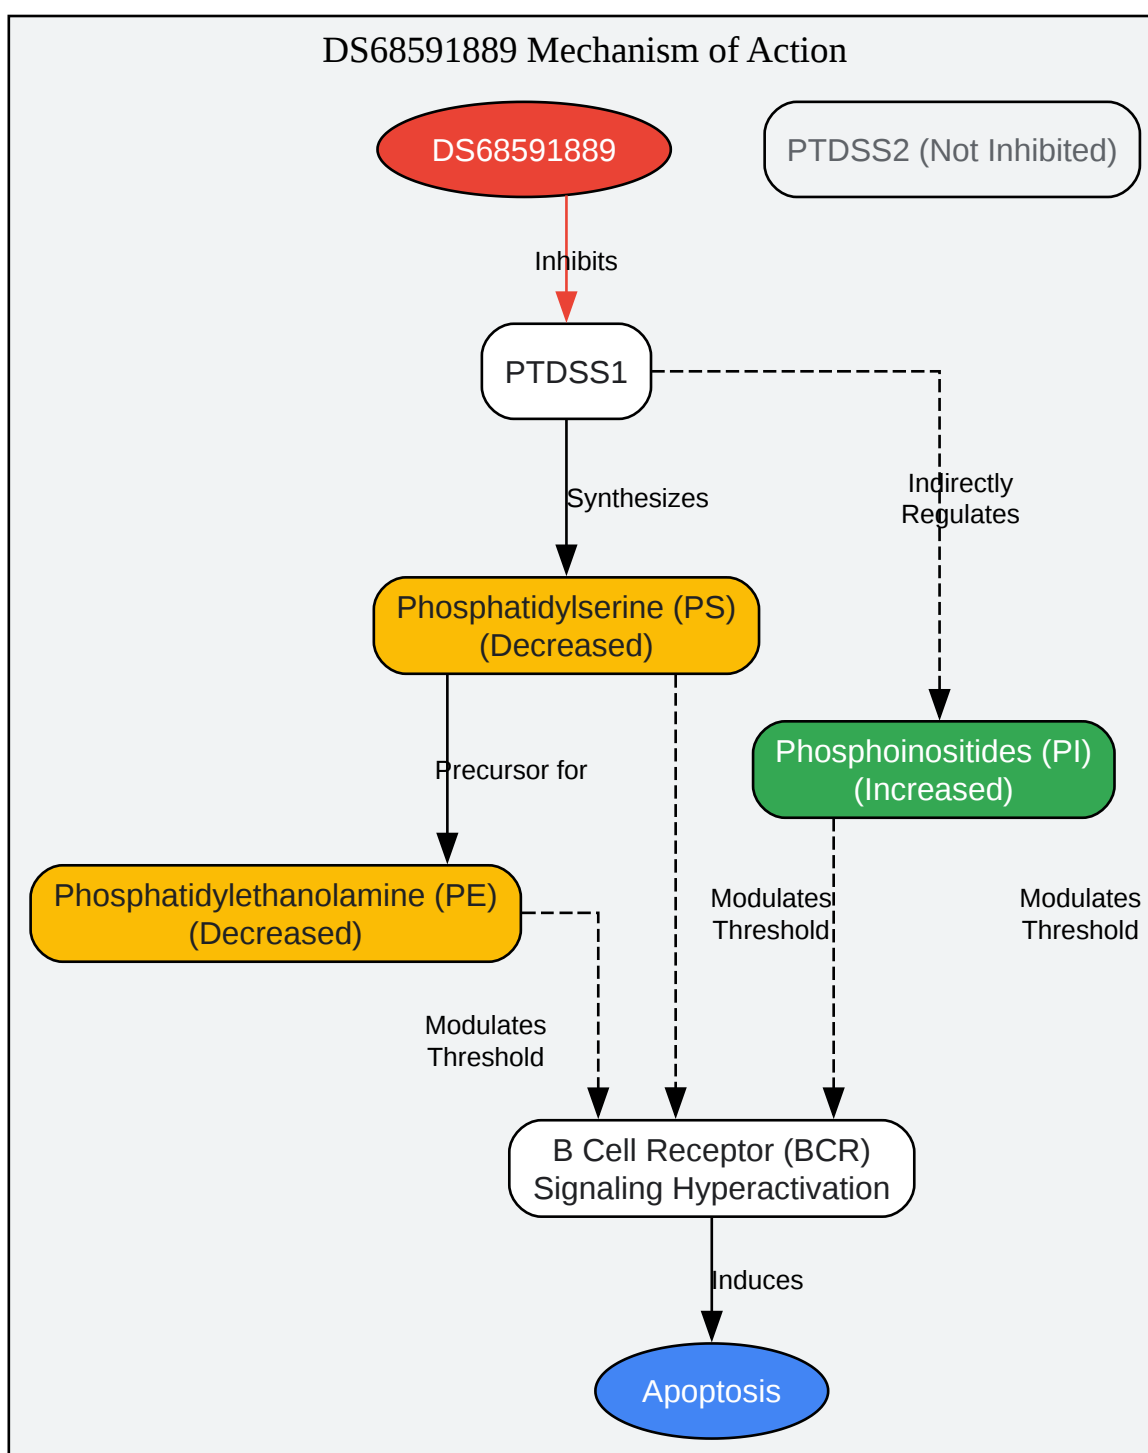 DS68591889 Mechanism of Action
DS68591889
PTDSS2 (Not Inhibited)
Inhibits
PTDSS1
Synthesizes
Indirectly
Regulates
Phosphatidylserine (PS)
(Decreased)
Phosphoinositides (PI)
(Increased)
Precursor for
Phosphatidylethanolamine (PE)
(Decreased)
Modulates
Threshold
Modulates
Threshold
Modulates
Threshold
B Cell Receptor (BCR)
Signaling Hyperactivation
Induces
Apoptosis